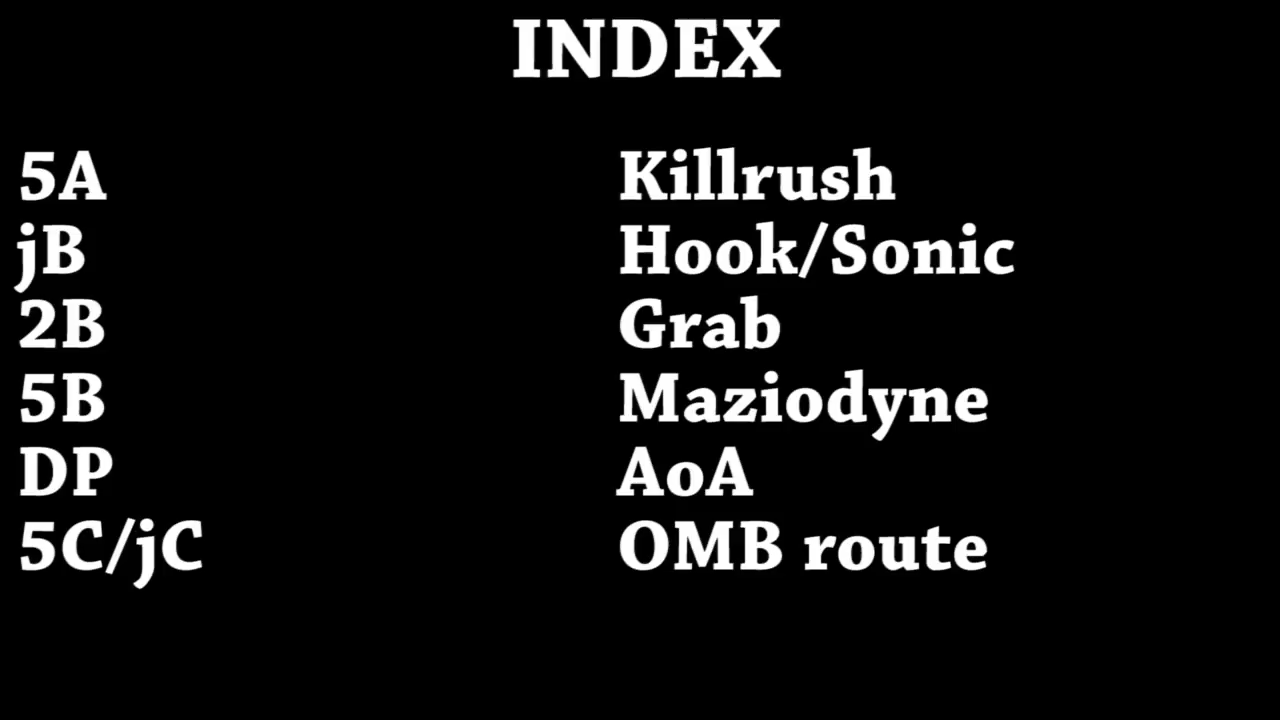 INDEX
5A
jB
2B
5B
DP
5C/jC
Killrush
Hook/Sonic
Grab
Maziodyne
AoA
OMB route